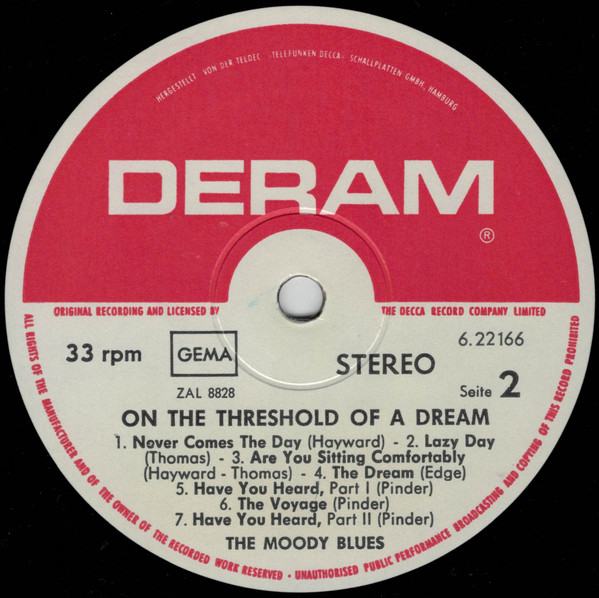 HERGESTELLT VON DER TELDEC ·TELEFUNKEN DECCA· SCHALLPLATTEN GMBH, HAMBURG
DERAM
®
ORIGINAL RECORDING AND LICENSED BY THE DECCA RECORD COMPANY LIMITED
33 rpm GEMA STEREO 6.22166
ZAL 8828 Seite 2
ON THE THRESHOLD OF A DREAM
1. Never Comes The Day (Hayward) - 2. Lazy Day
(Thomas) - 3. Are You Sitting Comfortably
(Hayward - Thomas) - 4. The Dream (Edge)
5. Have You Heard, Part I (Pinder)
6. The Voyage (Pinder)
7. Have You Heard, Part II (Pinder)
THE MOODY BLUES
ALL RIGHTS OF THE MANUFACTURER AND OF THE OWNER OF THE RECORDED WORK RESERVED · UNAUTHORISED PUBLIC PERFORMANCE BROADCASTING AND COPYING OF THIS RECORD PROHIBITED